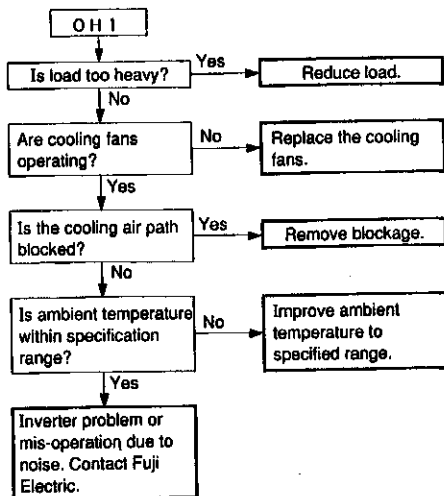 OH1
Is load too heavy?
Yes
Reduce load.
No
Are cooling fans
operating?
No
Replace the cooling
fans.
Yes
Is the cooling air path
blocked?
Yes
Remove blockage.
No
Is ambient temperature
within specification
range?
No
Improve ambient
temperature to
specified range.
Yes
Inverter problem or
mis-operation due to
noise. Contact Fuji
Electric.